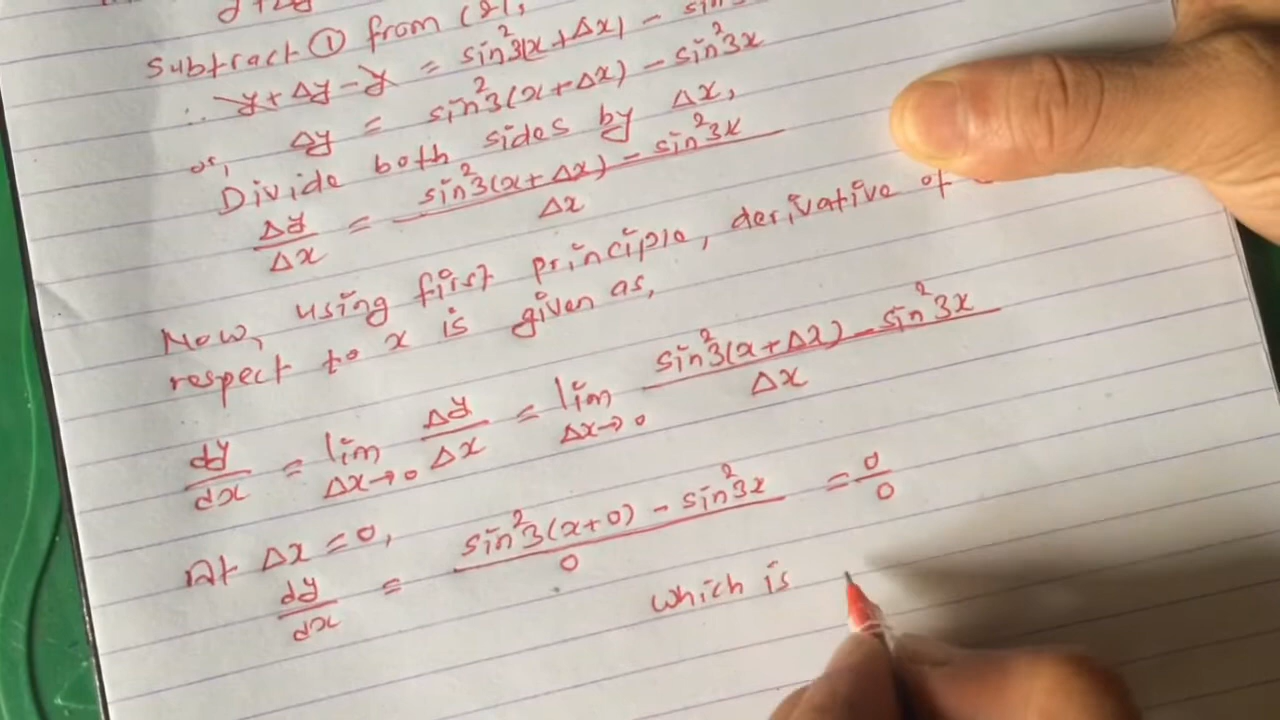 Subtract ① from (2),
∴ y + Δy - y = sin²3(x + Δx) - sin
or, Δy = sin²3(x + Δx) - sin²3x
Divide both sides by Δx,
Δy/Δx = sin²3(x + Δx) - sin²3x / Δx
Now, using first principle, derivative of
respect to x is given as,
dy/dx = lim Δx→0 Δy/Δx = lim Δx→0 sin²3(x + Δx) - sin²3x / Δx
At Δx = 0,
dy/dx = sin²3(x + 0) - sin²3x / 0 = 0/0
which is